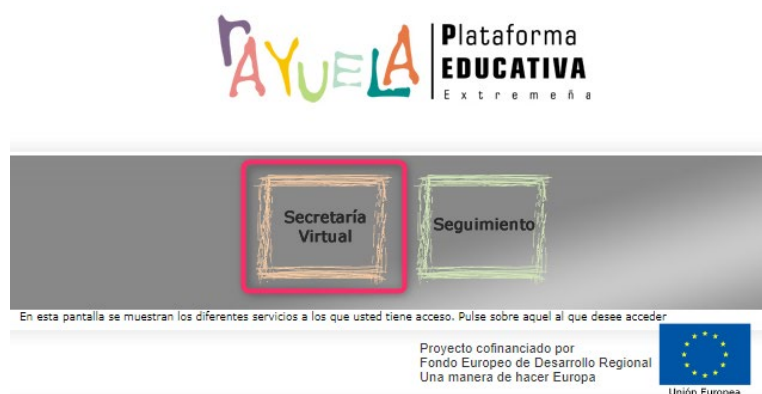 rAYUELA
Plataforma
EDUCATIVA
Extremeña
Secretaría
Virtual
Seguimiento
En esta pantalla se muestran los diferentes servicios a los que usted tiene acceso. Pulse sobre aquel al que desee acceder
Proyecto cofinanciado por
Fondo Europeo de Desarrollo Regional
Una manera de hacer Europa
Unión Europea